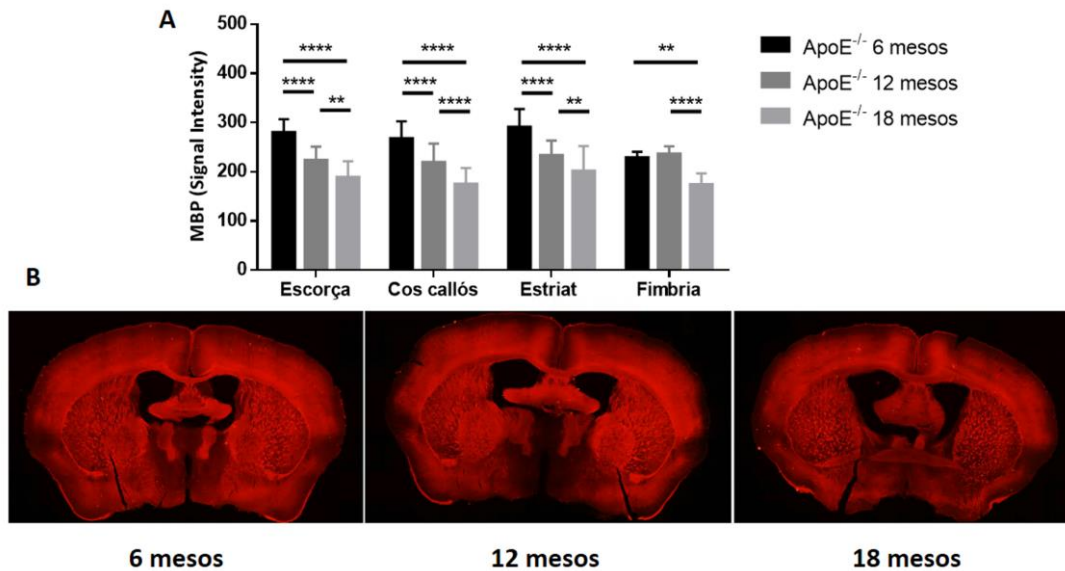 A
500
400
300
200
100
0
MBP (Signal Intensity)
**** **** **** **
**** **** **** ****
** **** **
Escorça Cos callós Estriat Fimbria
ApoE-/- 6 mesos
ApoE-/- 12 mesos
ApoE-/- 18 mesos
B
6 mesos 12 mesos 18 mesos